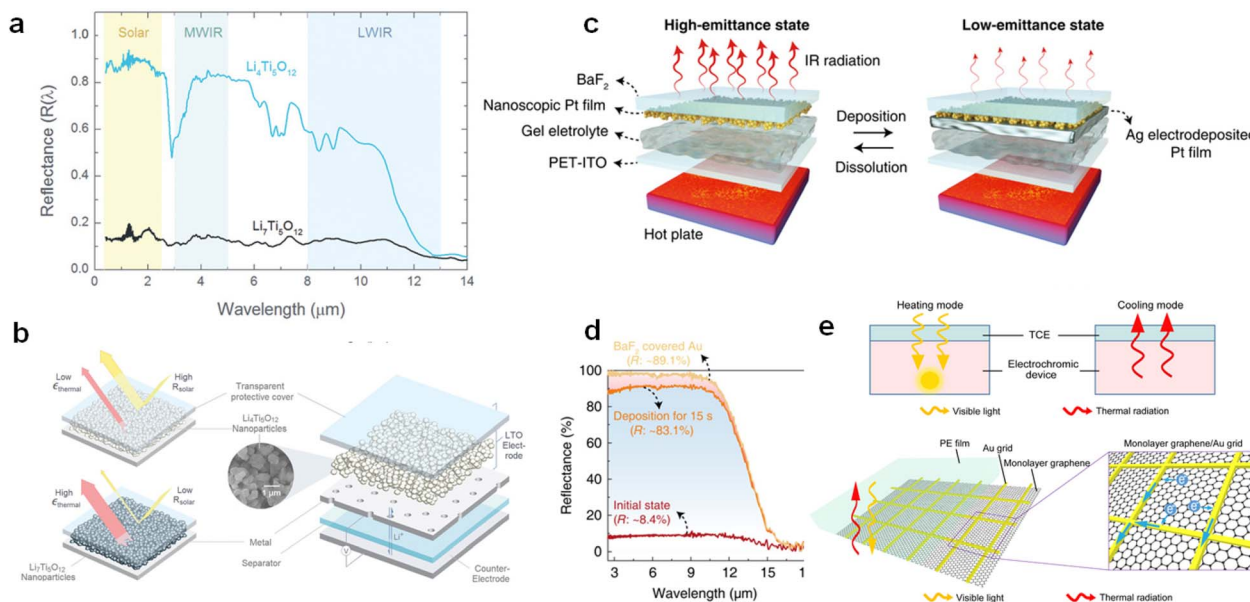 a
Solar
MWIR
LWIR
Li4Ti5O12
Li7Ti5O12
1.0
0.8
0.6
0.4
0.2
0.0
0
2
4
6
8
10
12
14
Reflectance (R(λ)
Wavelength (μm)
b
Low
ϵthermal
High
Rsolar
Transparent
protective cover
Li4Ti5O12
Nanoparticles
1 μm
LTO
Elect-
rode
High
ϵthermal
Low
Rsolar
Li7Ti5O12
Nanoparticles
Metal
Separator
Li+
V
Counter-
Electrode
c
High-emittance state
Low-emittance state
IR radiation
BaF2
Nanoscopic Pt film
Gel eletrolyte
PET-ITO
Hot plate
Deposition
Dissolution
Ag electrodeposited
Pt film
d
BaF2 covered Au
(R: ~89.1%)
Deposition for 15 s
(R: ~83.1%)
Initial state
(R: ~8.4%)
100
80
60
40
20
0
3
6
9
12
15
1
Reflectance (%)
Wavelength (μm)
e
Heating mode
Cooling mode
TCE
Electrochromic
device
Visible light
Thermal radiation
PE film
Au grid
Monolayer graphene
Monolayer graphene/Au grid
e
e
e
Visible light
Thermal radiation